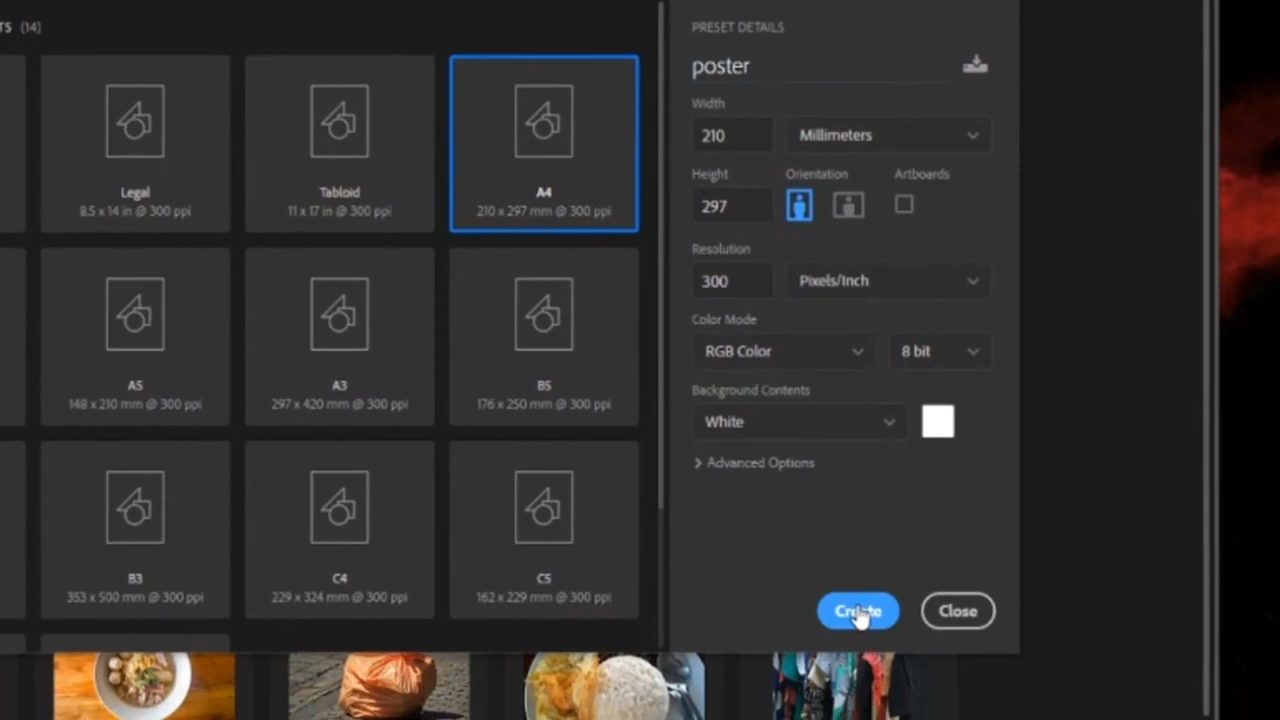 TS (14)
Legal
8.5 x 14 in @ 300 ppi
Tabloid
11 x 17 in @ 300 ppi
A4
210 x 297 mm @ 300 ppi
A5
148 x 210 mm @ 300 ppi
A3
297 x 420 mm @ 300 ppi
B5
176 x 250 mm @ 300 ppi
B3
353 x 500 mm @ 300 ppi
C4
229 x 324 mm @ 300 ppi
C5
162 x 229 mm @ 300 ppi
PRESET DETAILS
poster
Width
210 Millimeters
Height Orientation Artboards
297
Resolution
300 Pixels/Inch
Color Mode
RGB Color 8 bit
Background Contents
White
Advanced Options
Create Close